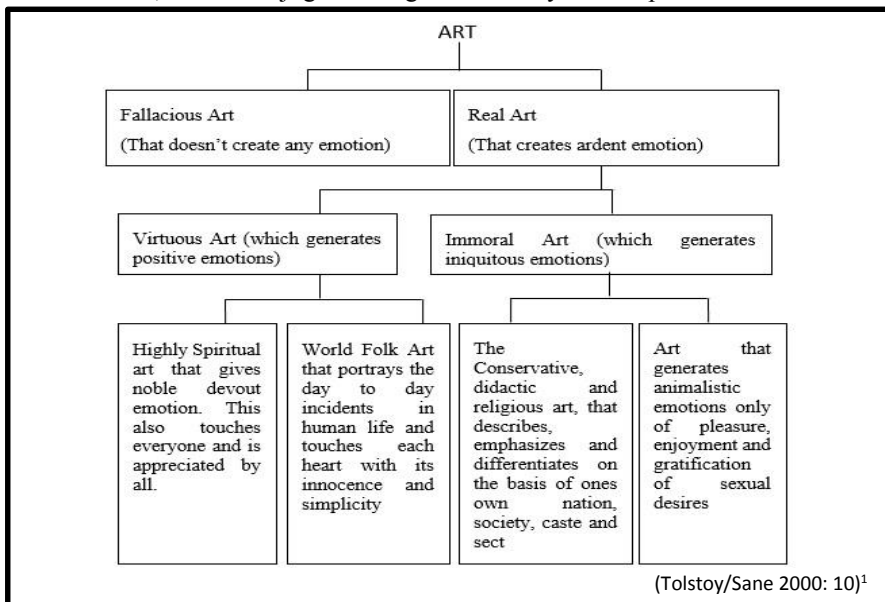 ART
Fallacious Art
(That doesn't create any emotion)
Real Art
(That creates ardent emotion)
Virtuous Art (which generates
positive emotions)
Immoral Art (which generates
iniquitous emotions)
Highly Spiritual
art that gives
noble devout
emotion. This
also touches
everyone and is
appreciated by
all.
World Folk Art
that portrays the
day to day
incidents in
human life and
touches each
heart with its
innocence and
simplicity
The
Conservative,
didactic and
religious art, that
describes,
emphasizes and
differentiates on
the basis of ones
own nation,
society, caste and
sect
Art that
generates
animalistic
emotions only
of pleasure,
enjoyment and
gratification
of sexual
desires
(Tolstoy/Sane 2000: 10)¹